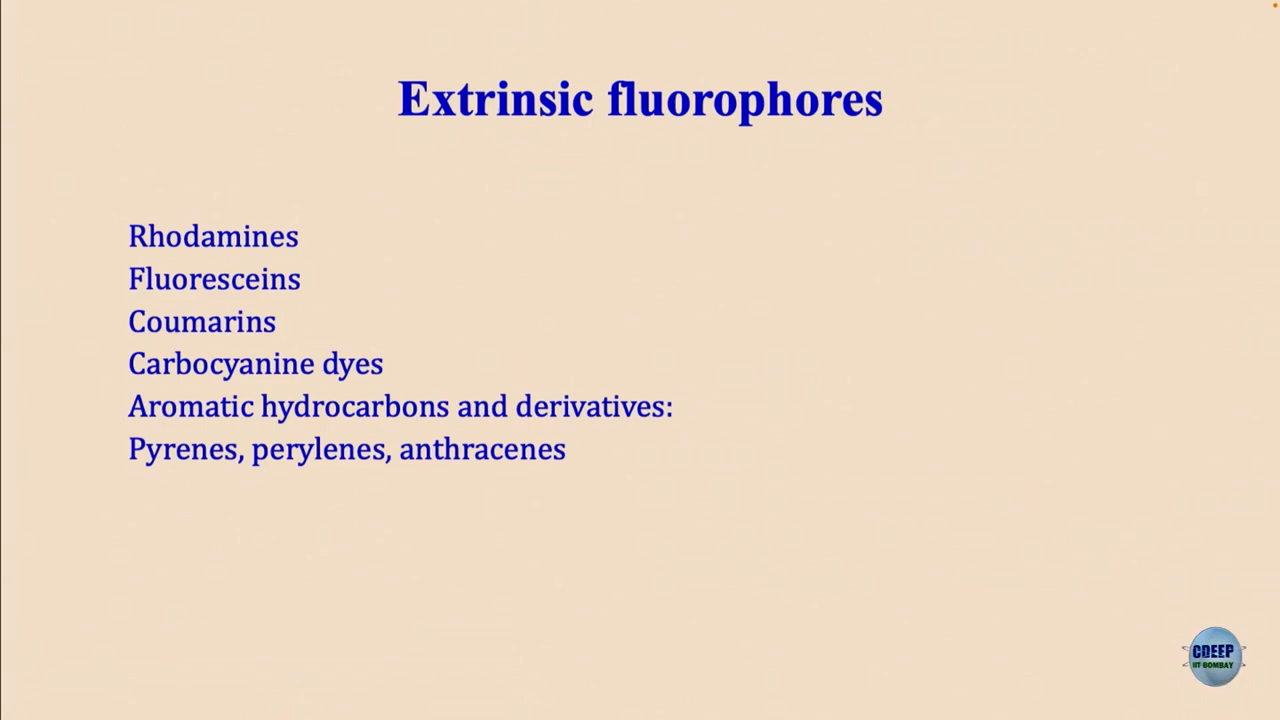 Extrinsic fluorophores
Rhodamines
Fluoresceins
Coumarins
Carbocyanine dyes
Aromatic hydrocarbons and derivatives:
Pyrenes, perylenes, anthracenes
CDEEP
IIT BOMBAY